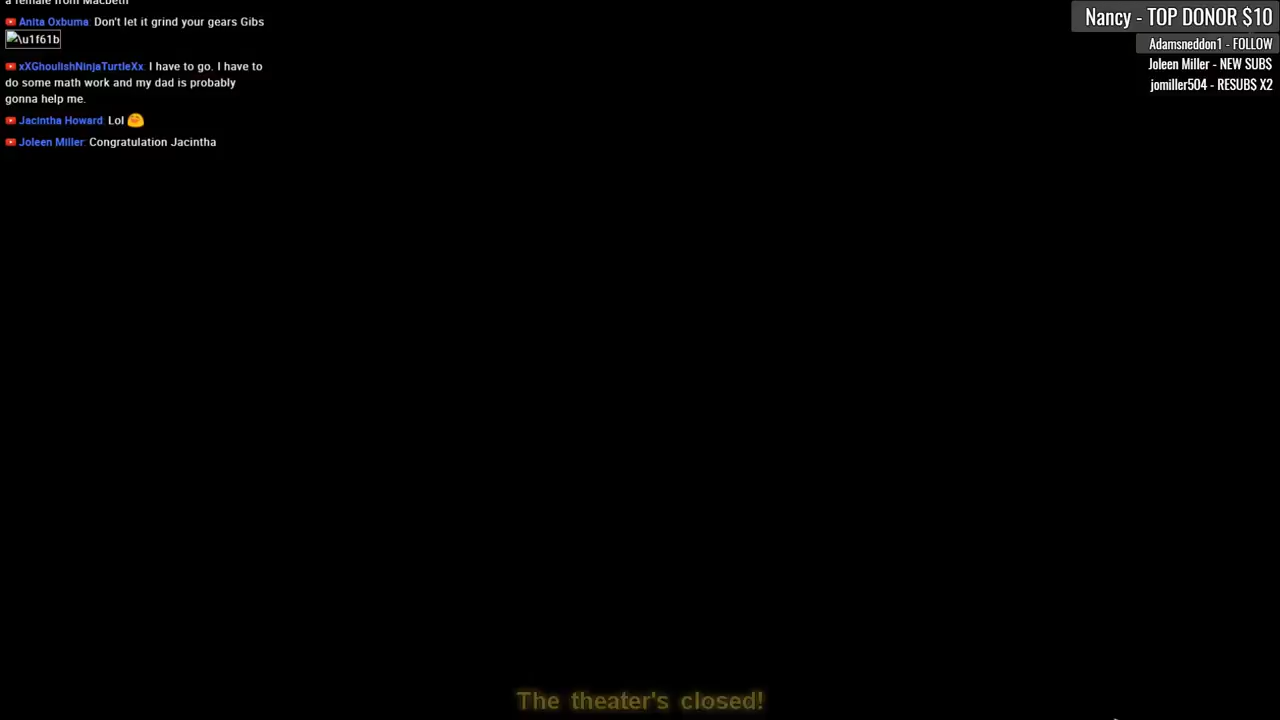 a female from Macbeth
Anita Oxbuma: Don't let it grind your gears Gibs
\u1f61b
xXGhoulishNinjaTurtleXx: I have to go. I have to
do some math work and my dad is probably
gonna help me.
Jacintha Howard: Lol
Joleen Miller: Congratulation Jacintha
Nancy - TOP DONOR $10
Adamsneddon1 - FOLLOW
Joleen Miller - NEW SUBS
jomiller504 - RESUBS X2
The theater's closed!